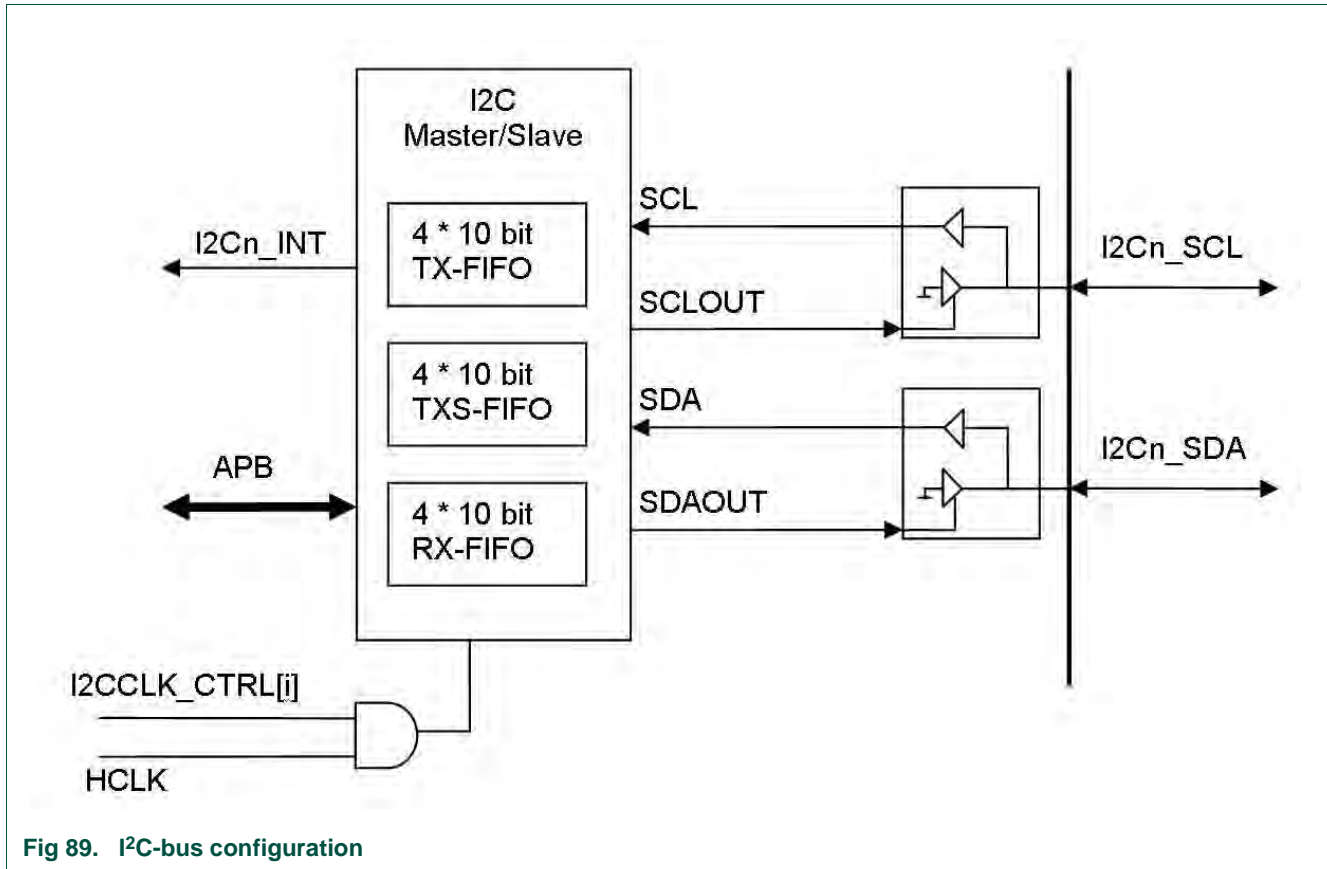 I2C
Master/Slave
4 * 10 bit
TX-FIFO
4 * 10 bit
TXS-FIFO
4 * 10 bit
RX-FIFO
I2Cn_INT
APB
I2CCLK_CTRL[i]
HCLK
SCL
SCLOUT
SDA
SDAOUT
I2Cn_SCL
I2Cn_SDA
Fig 89. I²C-bus configuration